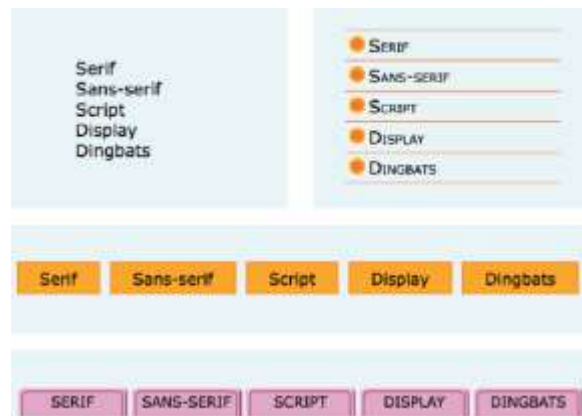 Serif
Sans-serif
Script
Display
Dingbats
SERIF
SANS-SERIF
SCRIPT
DISPLAY
DINGBATS
Serif Sans-serif Script Display Dingbats
SERIF SANS-SERIF SCRIPT DISPLAY DINGBATS